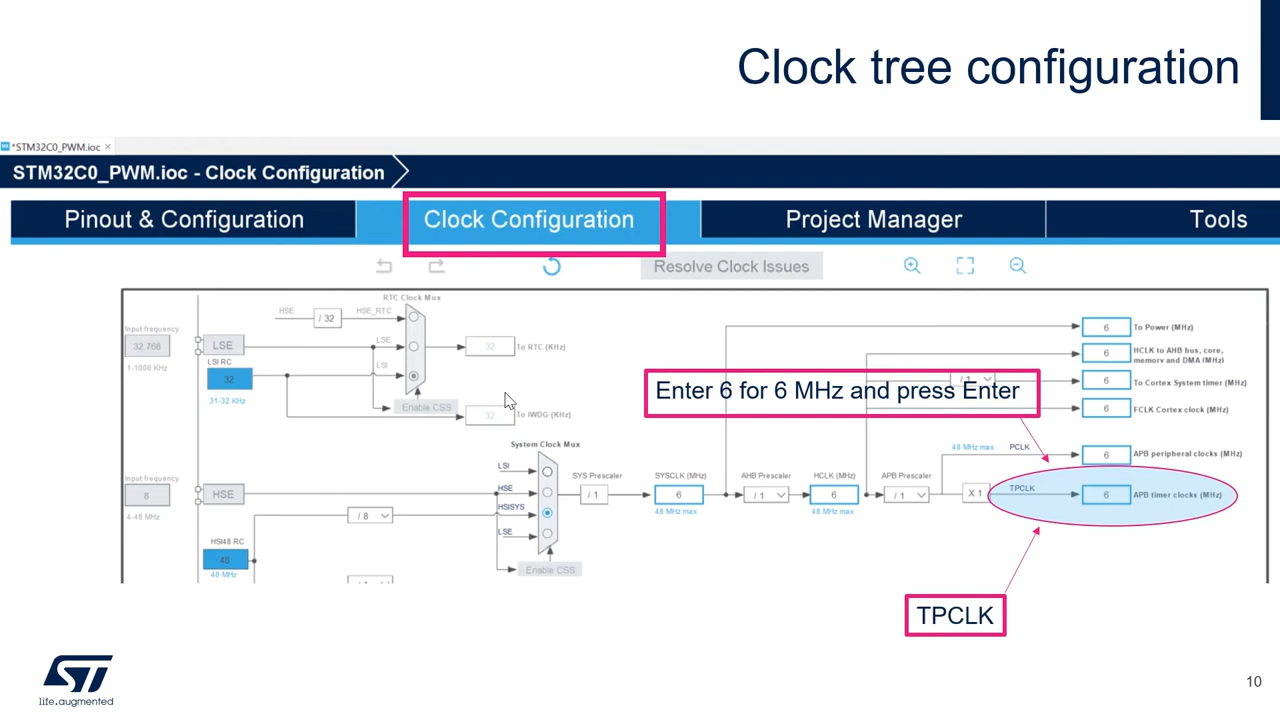 Clock tree configuration
*STM32C0_PWM.ioc ×
STM32C0_PWM.ioc - Clock Configuration
Pinout & Configuration
Clock Configuration
Project Manager
Tools
Resolve Clock Issues
RTC Clock Mux
HSE
/ 32
HSE_RTC
Input frequency
32.768
1-1000 KHz
LSE
LSE
32
To RTC (KHz)
LSI RC
32
31-32 KHz
LSI
Enable CSS
32
To IWDG (KHz)
6
To Power (MHz)
6
HCLK to AHB bus, core,
memory and DMA (MHz)
/ 1
6
To Cortex System timer (MHz)
6
FCLK Cortex clock (MHz)
Enter 6 for 6 MHz and press Enter
System Clock Mux
48 MHz max
PCLK
6
APB peripheral clocks (MHz)
Input frequency
8
4-48 MHz
HSE
LSI
HSE
HSISYS
LSE
SYS Prescaler
/ 1
SYSCLK (MHz)
6
48 MHz max
AHB Prescaler
/ 1
HCLK (MHz)
6
48 MHz max
APB Prescaler
/ 1
X 1
TPCLK
6
APB timer clocks (MHz)
/ 8
HSI48 RC
48
48 MHz
Enable CSS
TPCLK
ST
life.augmented
10